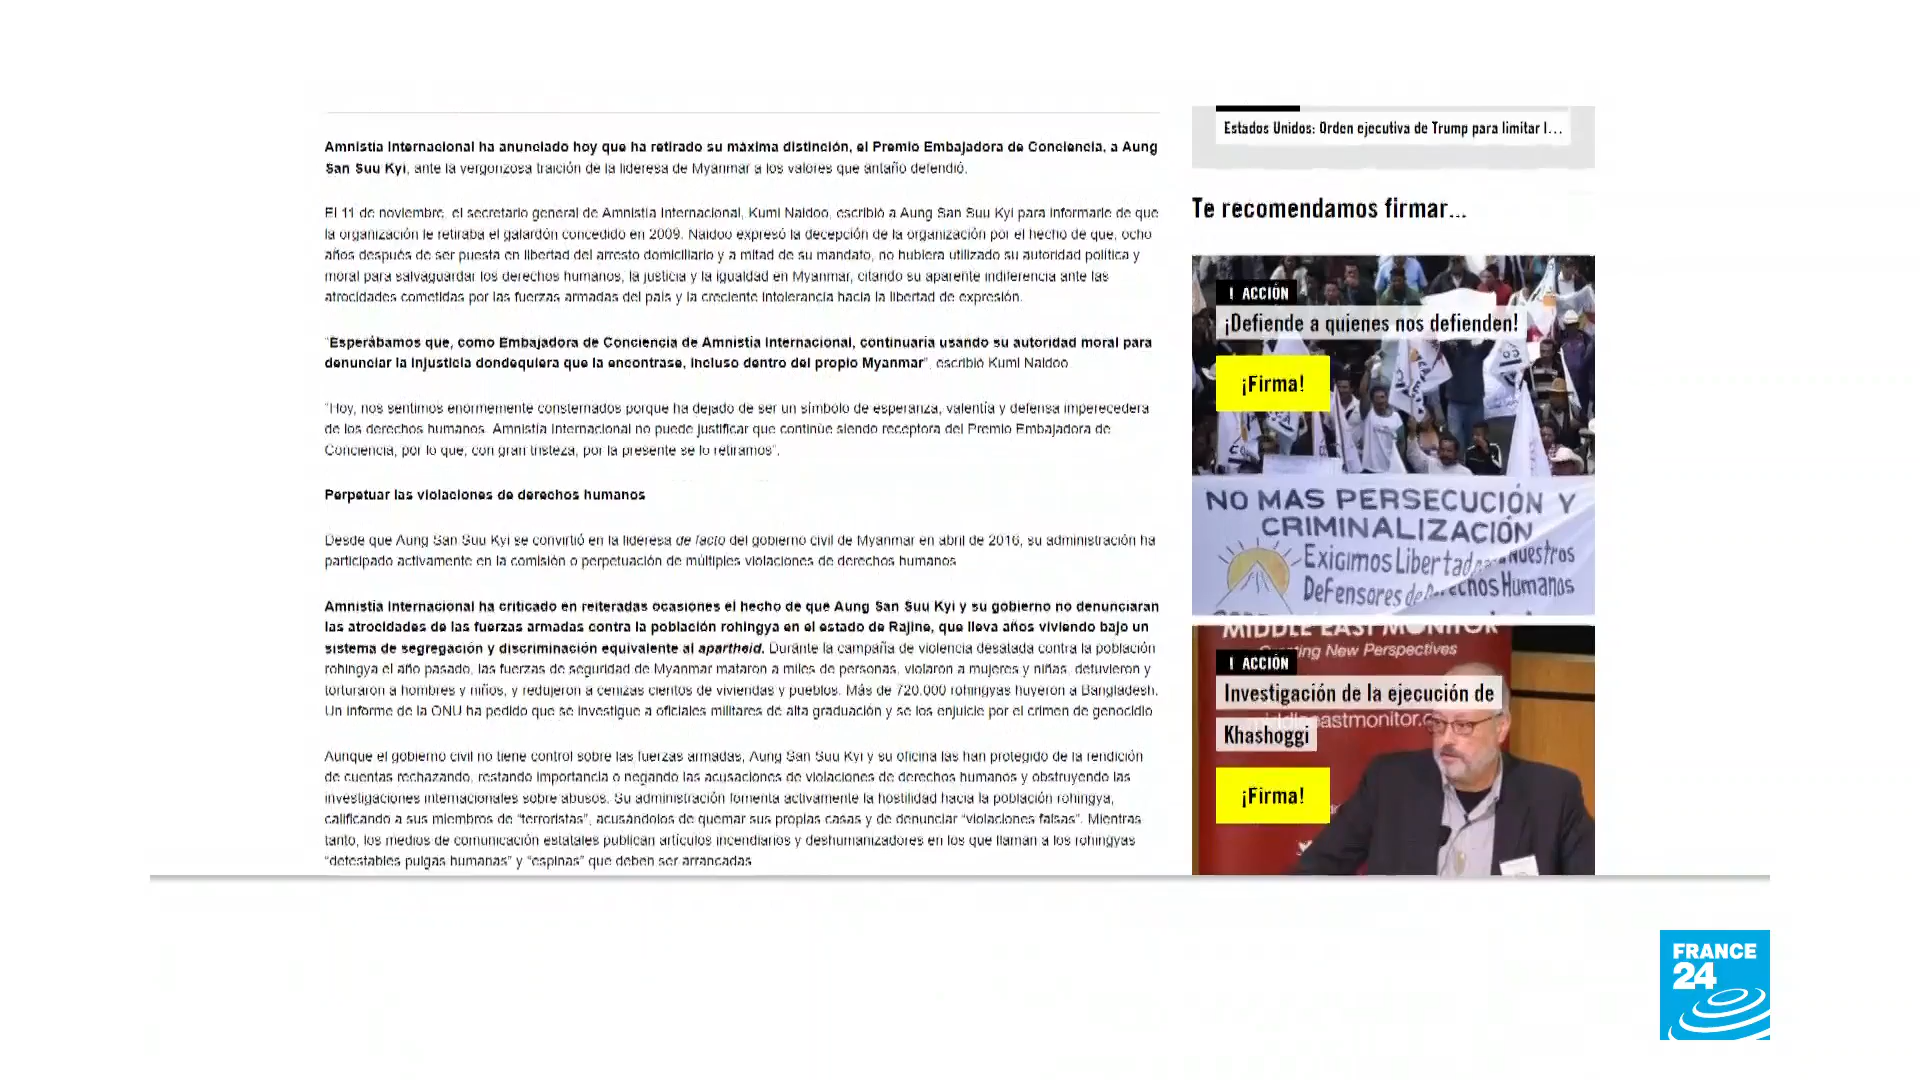 Amnistía Internacional ha anunciado hoy que ha retirado su máxima distinción, el Premio Embajadora de Conciencia, a Aung
San Suu Kyi, ante la vergonzosa traición de la lideresa de Myanmar a los valores que antaño defendió.
El 11 de noviembre, el secretario general de Amnistía Internacional, Kumi Naidoo, escribió a Aung San Suu Kyi para informarle de que
la organización le retiraba el galardón concedido en 2009. Naidoo expresó la decepción de la organización por el hecho de que, ocho
años después de ser puesta en libertad del arresto domiciliario y a mitad de su mandato, no hubiera utilizado su autoridad política y
moral para salvaguardar los derechos humanos, la justicia y la igualdad en Myanmar, citando su aparente indiferencia ante las
atrocidades cometidas por las fuerzas armadas del país y la creciente intolerancia hacia la libertad de expresión.
“Esperábamos que, como Embajadora de Conciencia de Amnistía Internacional, continuaría usando su autoridad moral para
denunciar la injusticia dondequiera que la encontrase, incluso dentro del propio Myanmar”, escribió Kumi Naidoo
“Hoy, nos sentimos enormemente consternados porque ha dejado de ser un símbolo de esperanza, valentía y defensa imperecedera
de los derechos humanos. Amnistía Internacional no puede justificar que continúe siendo receptora del Premio Embajadora de
Conciencia, por lo que, con gran tristeza, por la presente se lo retiramos”.
Perpetuar las violaciones de derechos humanos
Desde que Aung San Suu Kyi se convirtió en la lideresa de facto del gobierno civil de Myanmar en abril de 2016, su administración ha
participado activamente en la comisión o perpetuación de múltiples violaciones de derechos humanos
Amnistía Internacional ha criticado en reiteradas ocasiones el hecho de que Aung San Suu Kyi y su gobierno no denunciaran
las atrocidades de las fuerzas armadas contra la población rohingya en el estado de Rajine, que lleva años viviendo bajo un
sistema de segregación y discriminación equivalente al apartheid. Durante la campaña de violencia desatada contra la población
rohingya el año pasado, las fuerzas de seguridad de Myanmar mataron a miles de personas, violaron a mujeres y niñas, detuvieron y
torturaron a hombres y niños, y redujeron a cenizas cientos de viviendas y pueblos. Más de 720.000 rohingyas huyeron a Bangladesh.
Un informe de la ONU ha pedido que se investigue a oficiales militares de alta graduación y se los enjuicie por el crimen de genocidio
Aunque el gobierno civil no tiene control sobre las fuerzas armadas, Aung San Suu Kyi y su oficina las han protegido de la rendición
de cuentas rechazando, restando importancia o negando las acusaciones de violaciones de derechos humanos y obstruyendo las
investigaciones internacionales sobre abusos. Su administración fomenta activamente la hostilidad hacia la población rohingya,
calificando a sus miembros de “terroristas”, acusándolos de quemar sus propias casas y de denunciar “violaciones falsas”. Mientras
tanto, los medios de comunicación estatales publican artículos incendiarios y deshumanizadores en los que llaman a los rohingyas
“detestables pulgas humanas” y “espinas” que deben ser arrancadas
Estados Unidos: Orden ejecutiva de Trump para limitar l...
Te recomendamos firmar...
ACCIÓN
¡Defiende a quienes nos defienden!
¡Firma!
NO MAS PERSECUCIÓN Y
CRIMINALIZACIÓN
Exigimos Libertad para Nuestros
Defensores de Derechos Humanos
MIDDLE EAST MONITOR
Creating New Perspectives
ACCIÓN
Investigación de la ejecución de
Khashoggi
¡Firma!
FRANCE
24